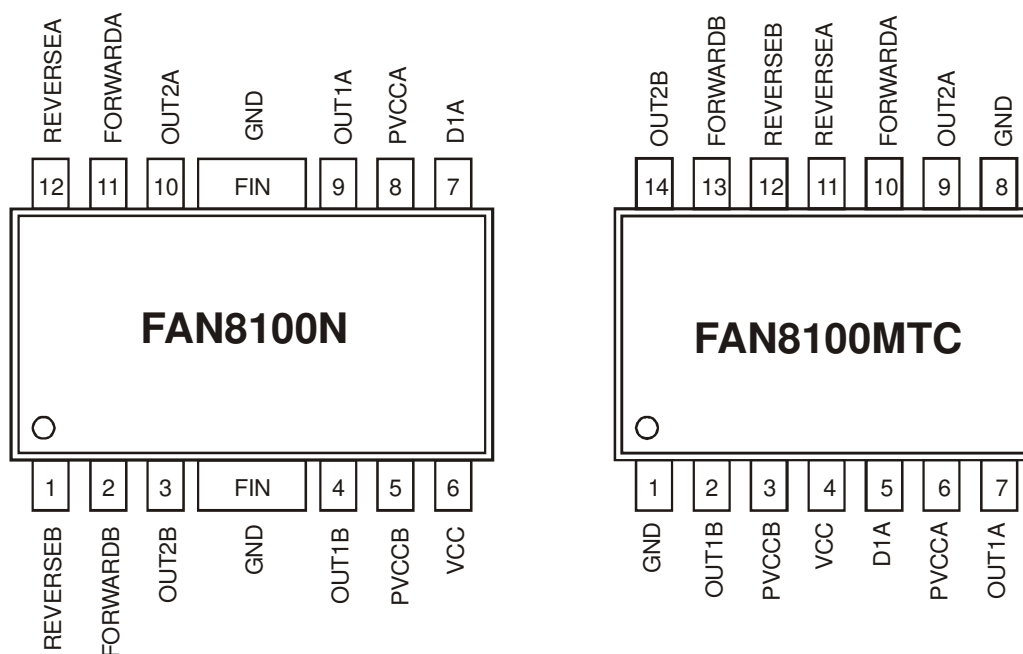 REVERSEA FORWARDA OUT2A GND OUT1A PVCCA D1A
12 11 10 FIN 9 8 7
FAN8100N
1 2 3 FIN 4 5 6
REVERSEB FORWARDB OUT2B GND OUT1B PVCCB VCC
OUT2B FORWARDB REVERSEB REVERSEA FORWARDA OUT2A GND
14 13 12 11 10 9 8
FAN8100MTC
1 2 3 4 5 6 7
GND OUT1B PVCCB VCC D1A PVCCA OUT1A